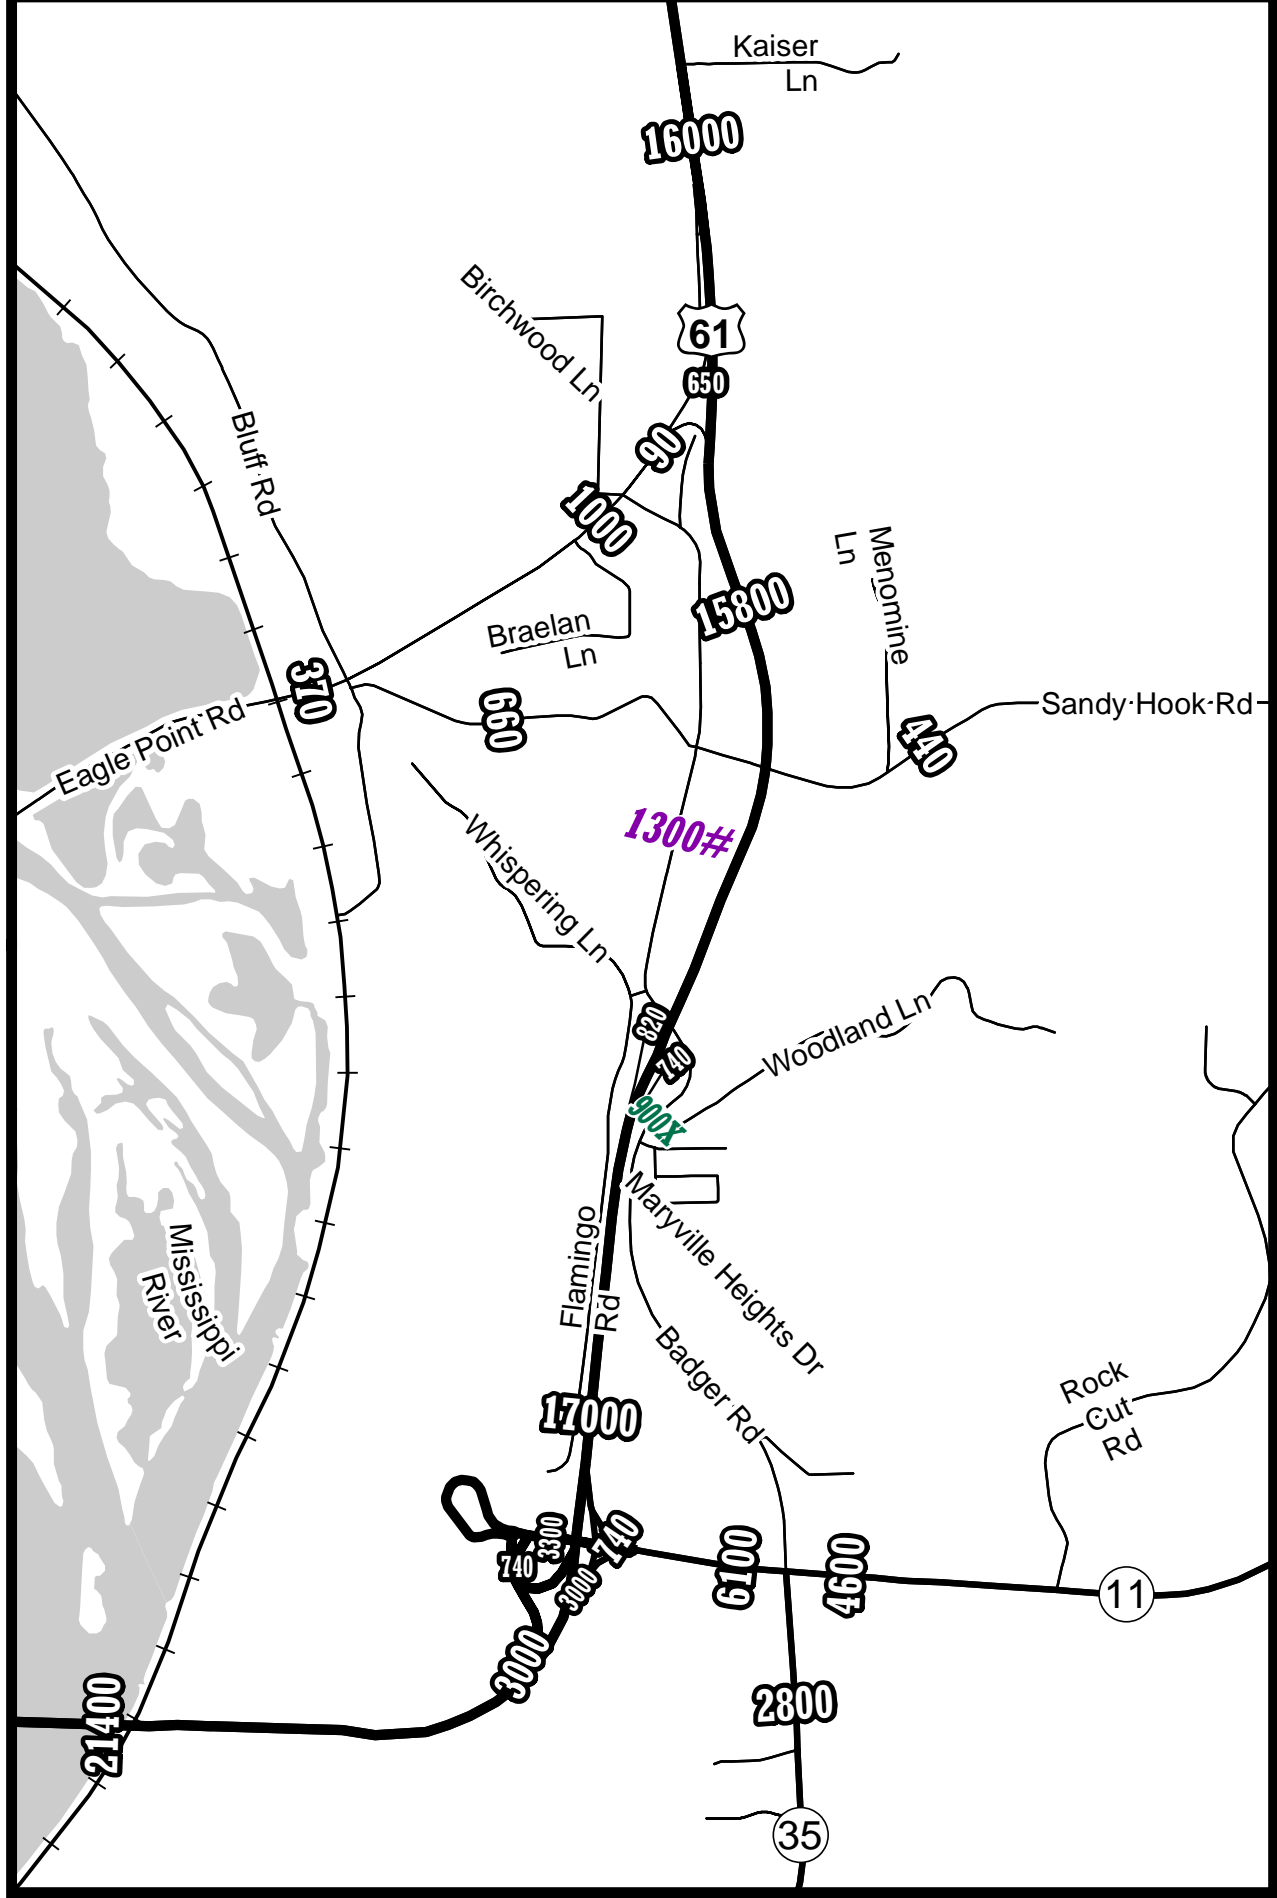 Kaiser
Ln
16000
Birchwood Ln
61
650
90
Bluff Rd
1000
Menomine
Ln
15800
Braelan
Ln
370
660
Sandy Hook Rd
440
Eagle Point Rd
1300#
Whispering Ln
820
Woodland Ln
740
900X
Maryville Heights Dr
Flamingo
Rd
Mississippi
River
Badger Rd
Rock
Cut
Rd
17000
3300
740
740
3000
6100
4600
11
3000
21400
2800
35